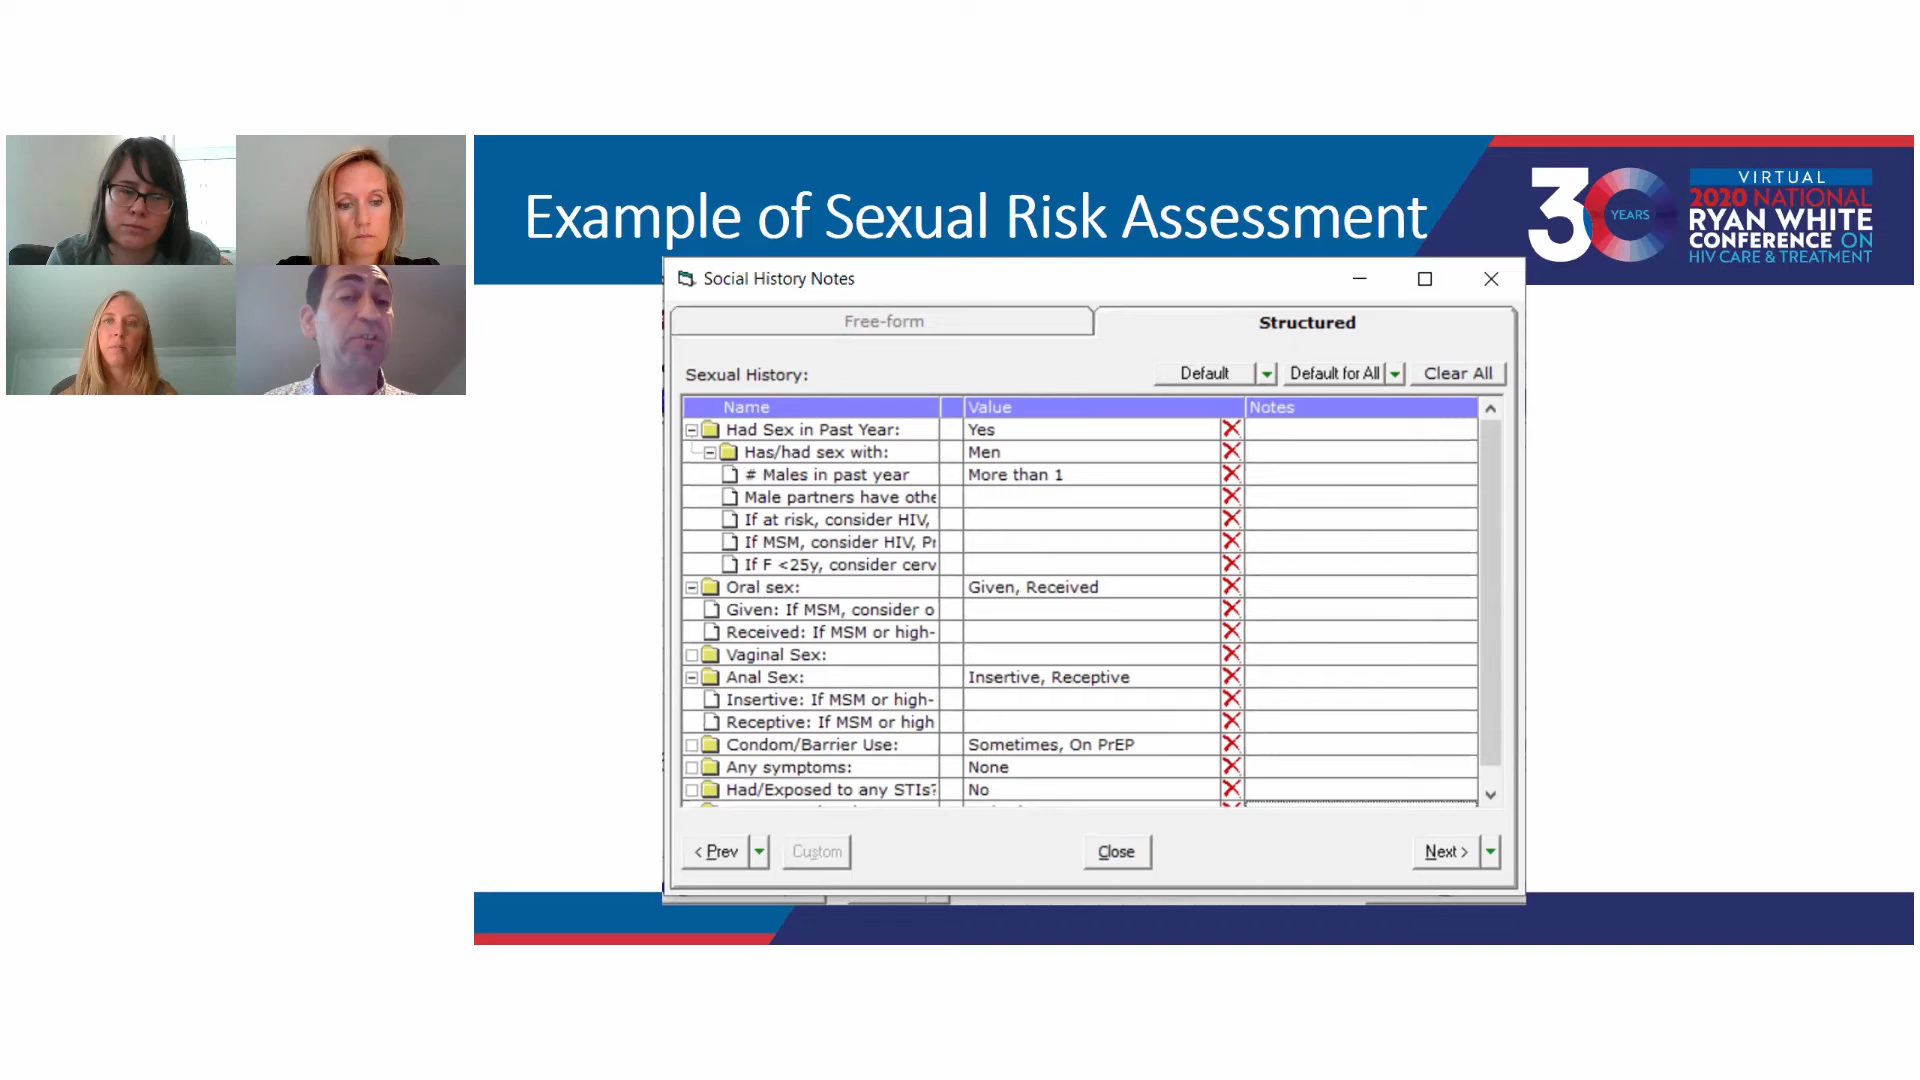 Example of Sexual Risk Assessment
30 YEARS
VIRTUAL
2020 NATIONAL
RYAN WHITE
CONFERENCE ON
HIV CARE & TREATMENT
Social History Notes
Free-form
Structured
Sexual History:
Default
Default for All
Clear All
Name Value Notes
Had Sex in Past Year: Yes
Has/had sex with: Men
# Males in past year More than 1
Male partners have othe
If at risk, consider HIV,
If MSM, consider HIV, Pr
If F <25y, consider cerv
Oral sex: Given, Received
Given: If MSM, consider o
Received: If MSM or high-
Vaginal Sex:
Anal Sex: Insertive, Receptive
Insertive: If MSM or high-
Receptive: If MSM or high
Condom/Barrier Use: Sometimes, On PrEP
Any symptoms: None
Had/Exposed to any STIs? No
< Prev
Custom
Close
Next >